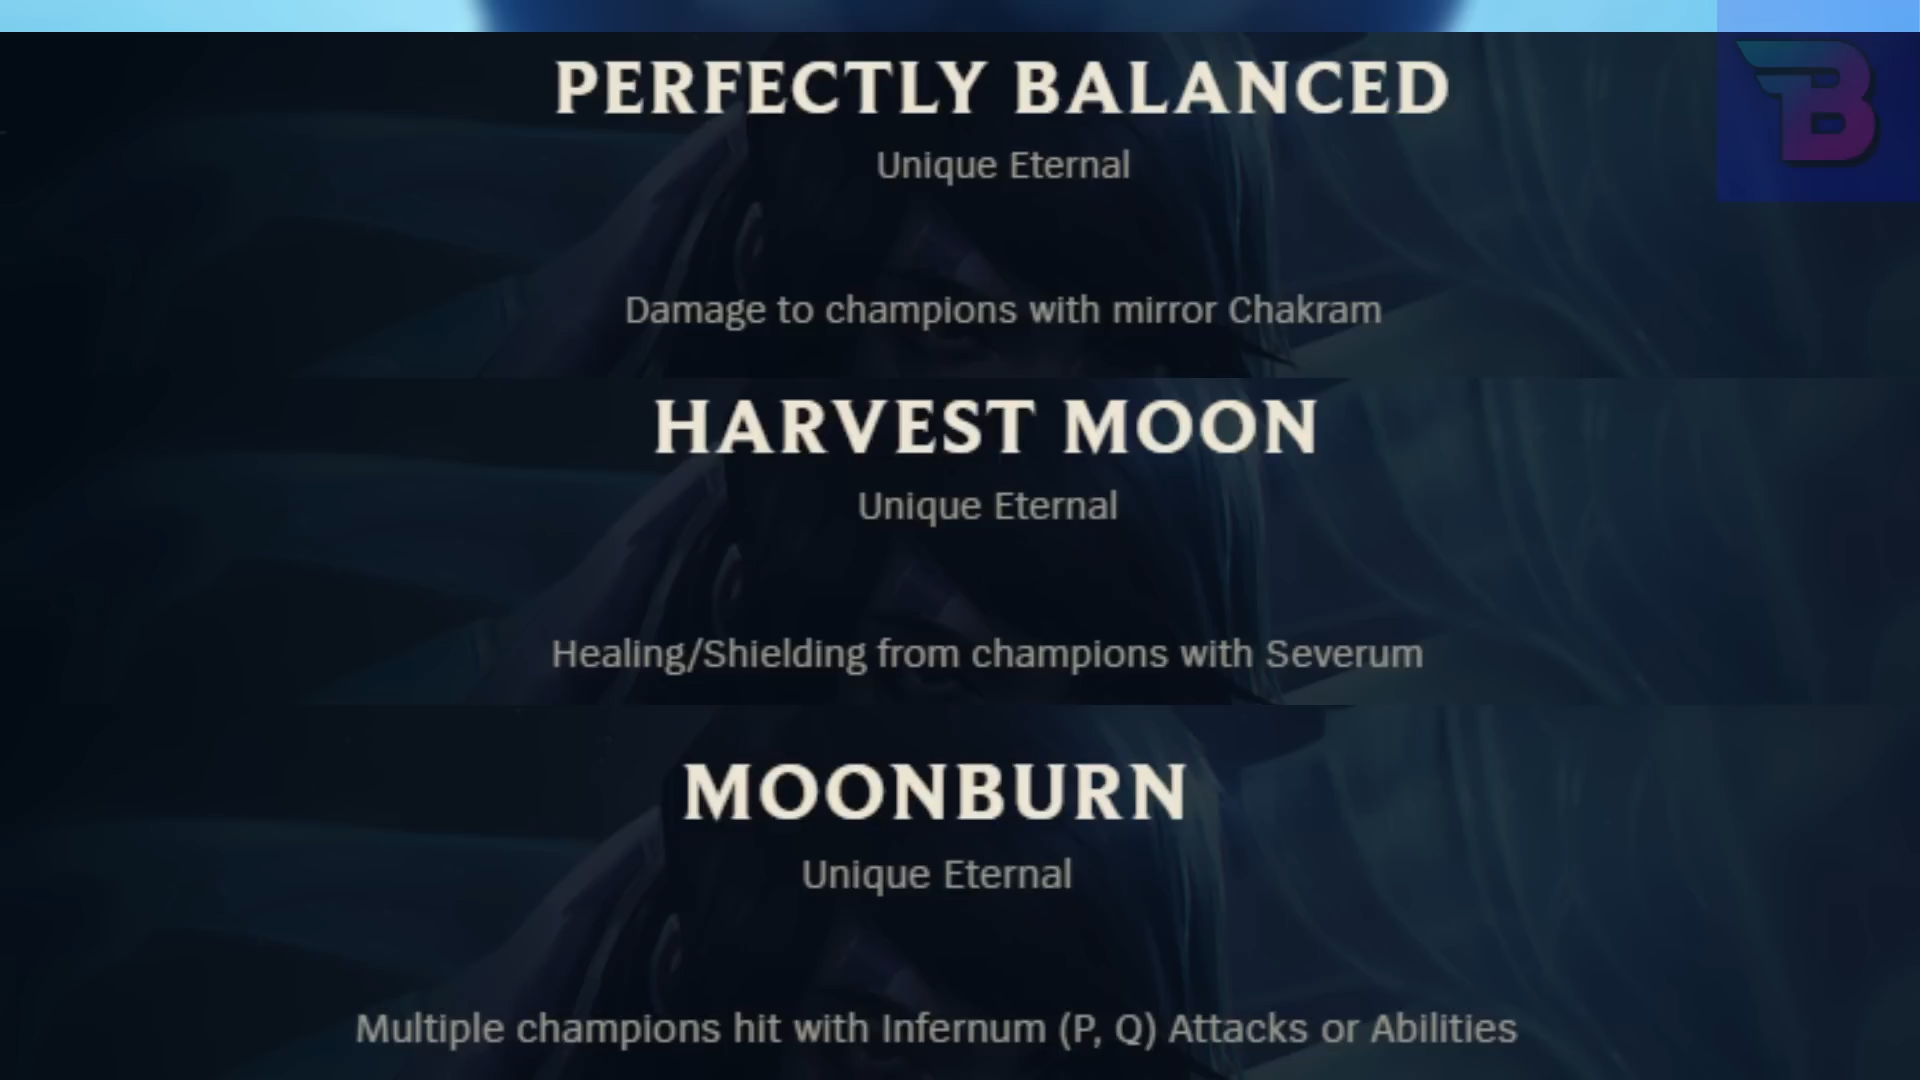 PERFECTLY BALANCED
Unique Eternal
Damage to champions with mirror Chakram
HARVEST MOON
Unique Eternal
Healing/Shielding from champions with Severum
MOONBURN
Unique Eternal
Multiple champions hit with Infernum (P, Q) Attacks or Abilities
B